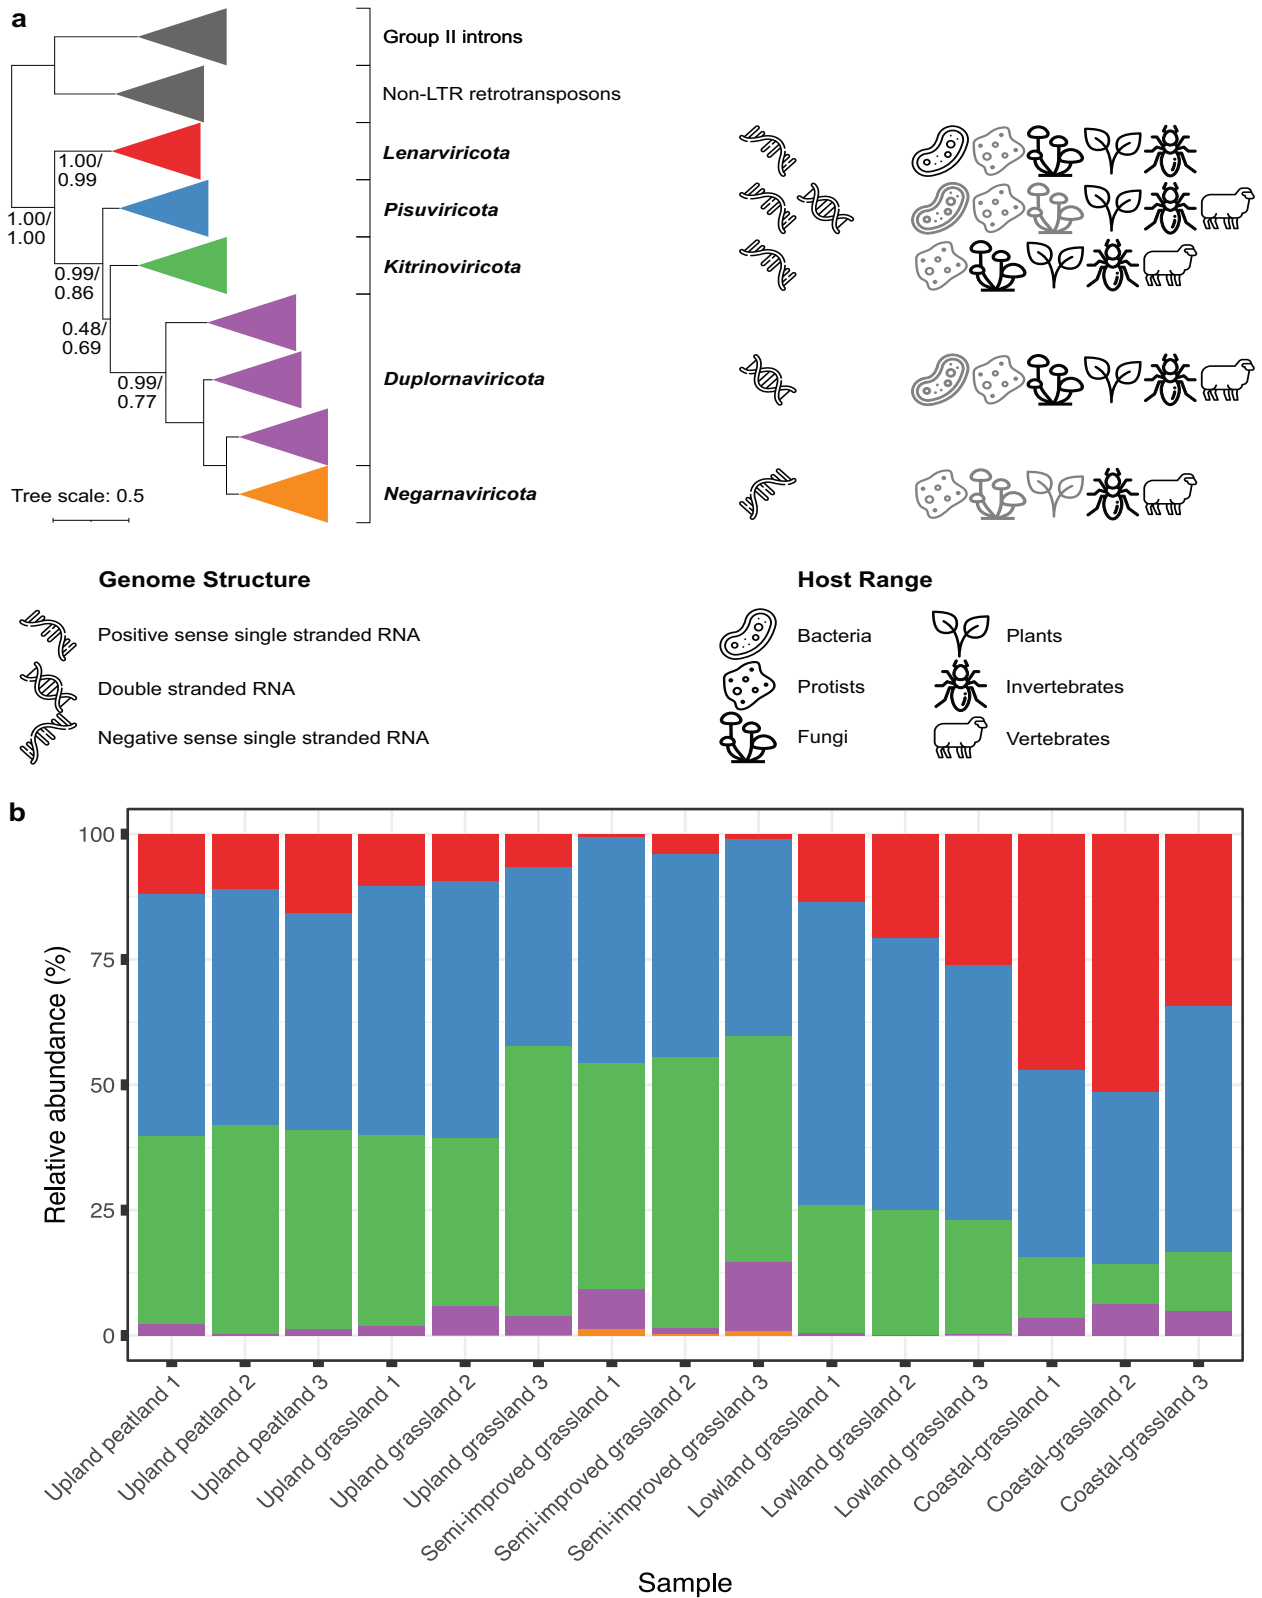 a
Group II introns
Non-LTR retrotransposons
Lenarviricota
1.00/
0.99
Pisuviricota
1.00/
1.00
Kitrinoviricota
0.99/
0.86
0.48/
0.69
Duplornaviricota
0.99/
0.77
Negarnaviricota
Tree scale: 0.5
Genome Structure
Positive sense single stranded RNA
Double stranded RNA
Negative sense single stranded RNA
Host Range
Bacteria
Plants
Protists
Invertebrates
Fungi
Vertebrates
b
Relative abundance (%)
100
75
50
25
0
Upland peatland 1
Upland peatland 2
Upland peatland 3
Upland grassland 1
Upland grassland 2
Upland grassland 3
Semi-improved grassland 1
Semi-improved grassland 2
Semi-improved grassland 3
Lowland grassland 1
Lowland grassland 2
Lowland grassland 3
Coastal-grassland 1
Coastal-grassland 2
Coastal-grassland 3
Sample